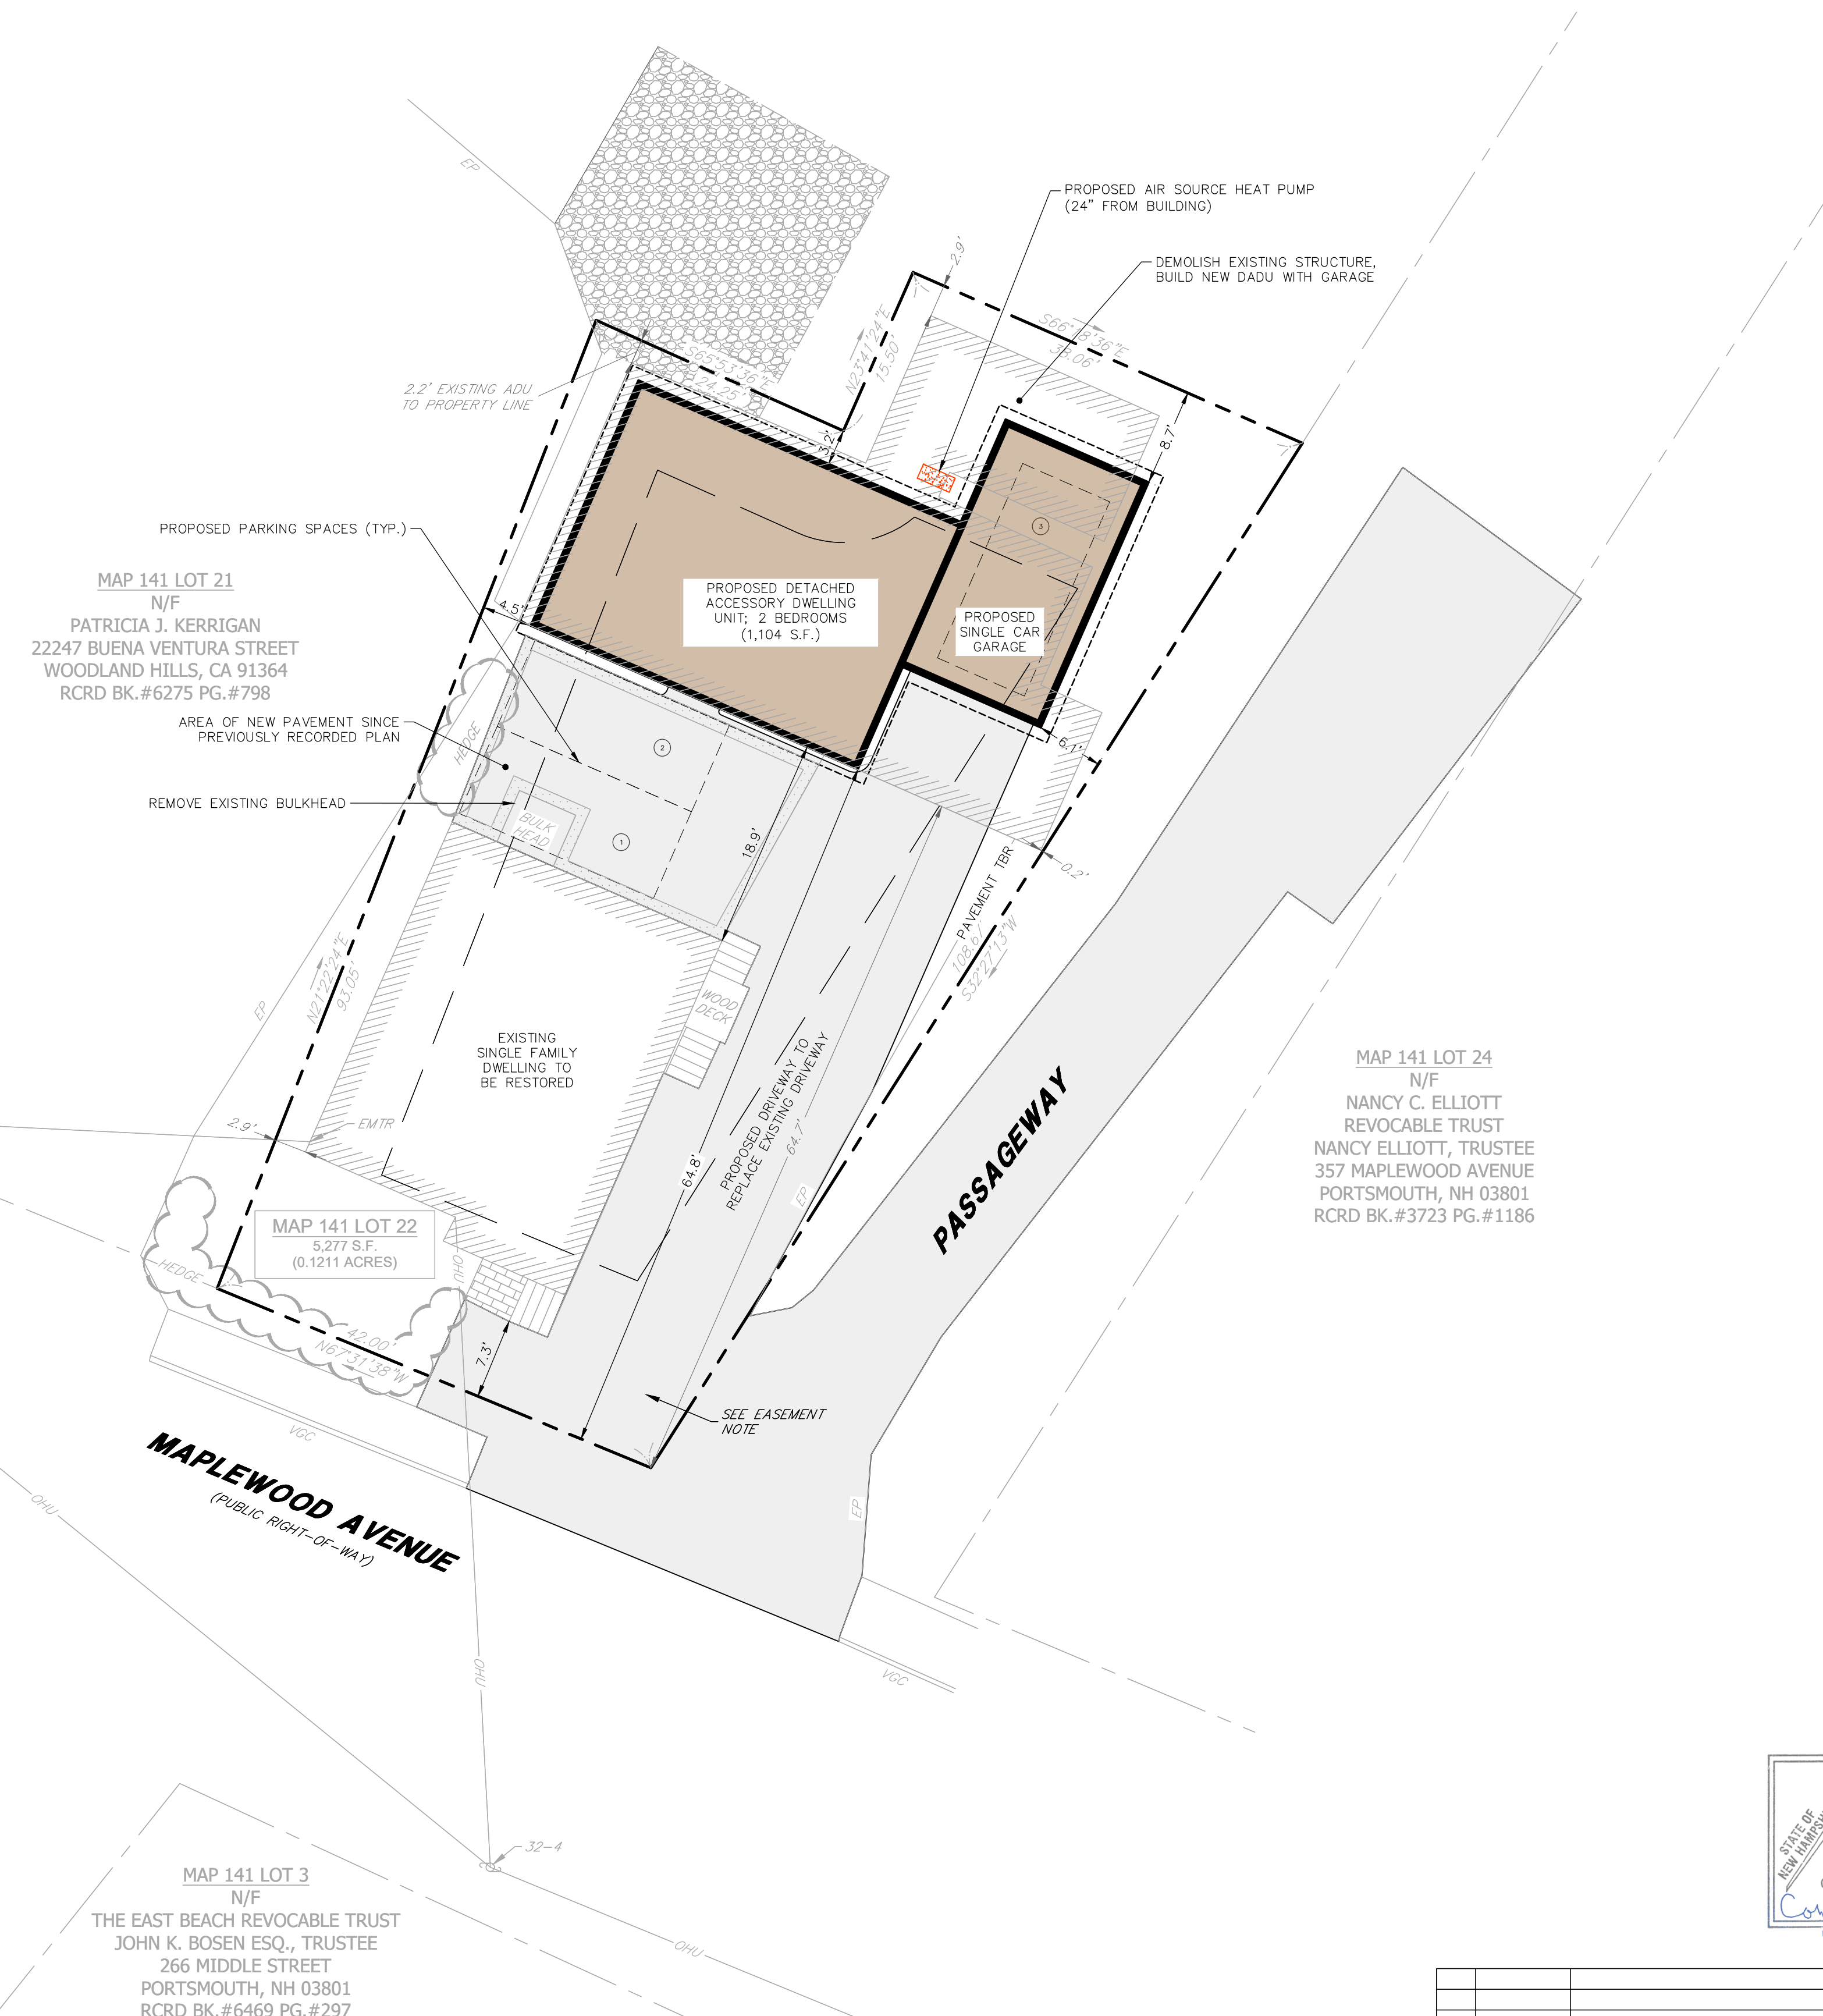 EP
PROPOSED AIR SOURCE HEAT PUMP
(24" FROM BUILDING)
2.9'
DEMOLISH EXISTING STRUCTURE,
BUILD NEW DADU WITH GARAGE
S66°18'36"E
38.06'
N23°41'24"E
15.50'
S65°53'36"E
24.25'
2.2' EXISTING ADU
TO PROPERTY LINE
3.2'
8.7'
3
PROPOSED PARKING SPACES (TYP.)
MAP 141 LOT 21
N/F
PATRICIA J. KERRIGAN
22247 BUENA VENTURA STREET
WOODLAND HILLS, CA 91364
RCRD BK.#6275 PG.#798
4.5'
PROPOSED DETACHED
ACCESSORY DWELLING
UNIT; 2 BEDROOMS
(1,104 S.F.)
PROPOSED
SINGLE CAR
GARAGE
AREA OF NEW PAVEMENT SINCE
PREVIOUSLY RECORDED PLAN
HEDGE
2
6.1'
REMOVE EXISTING BULKHEAD
BULK
HEAD
1
18.9'
0.2'
PAVEMENT TBR
S32°27'13"W
N21°22'24"E
93.05'
EP
WOOD
DECK
EXISTING
SINGLE FAMILY
DWELLING TO
BE RESTORED
PROPOSED DRIVEWAY TO
REPLACE EXISTING DRIVEWAY
64.7'
64.8'
EP
PASSAGEWAY
MAP 141 LOT 24
N/F
NANCY C. ELLIOTT
REVOCABLE TRUST
NANCY ELLIOTT, TRUSTEE
357 MAPLEWOOD AVENUE
PORTSMOUTH, NH 03801
RCRD BK.#3723 PG.#1186
2.9'
EMTR
MAP 141 LOT 22
5,277 S.F.
(0.1211 ACRES)
HEDGE
OHU
42.00'
N67°31'38"W
7.3'
SEE EASEMENT
NOTE
VGC
MAPLEWOOD AVENUE
(PUBLIC RIGHT-OF-WAY)
OHU
EP
OHU
VGC
32-4
STATE OF
MAP 141 LOT 3
N/F
THE EAST BEACH REVOCABLE TRUST
JOHN K. BOSEN ESQ., TRUSTEE
266 MIDDLE STREET
PORTSMOUTH, NH 03801
RCRD BK.#6469 PG.#297
OHU